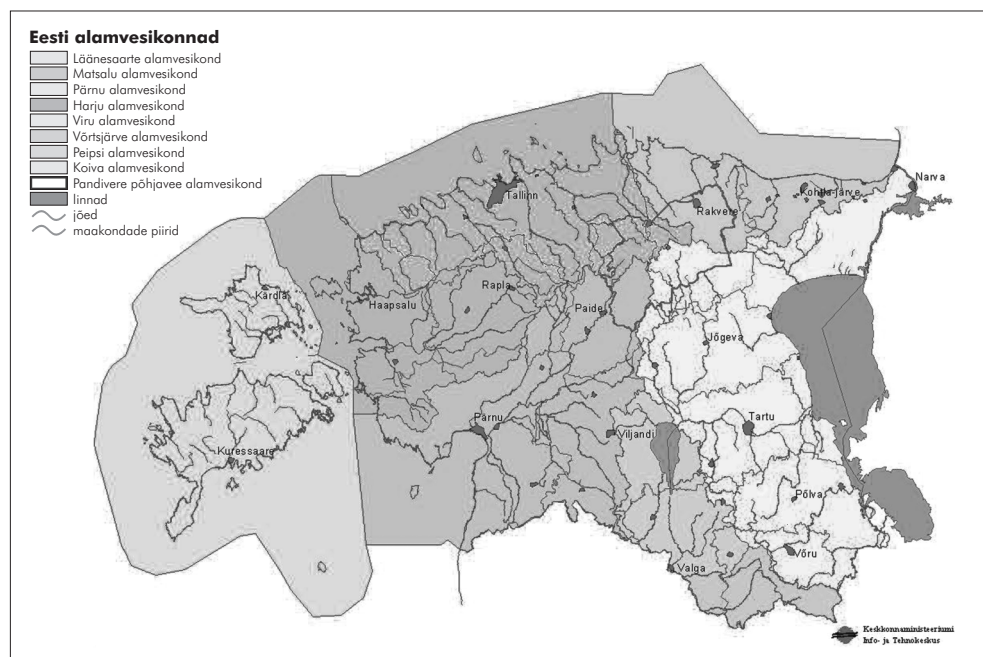 Eesti alamvesikonnad
Läänesaarte alamvesikond
Matsalu alamvesikond
Pärnu alamvesikond
Harju alamvesikond
Viru alamvesikond
Võrtsjärve alamvesikond
Peipsi alamvesikond
Koiva alamvesikond
Pandivere põhjavee alamvesikond
linnad
jõed
maakondade piirid
Tallinn
Kohtla-järve
Narva
Rakvere
Kärdla
Haapsalu
Rapla
Paide
Jõgeva
Pärnu
Viljandi
Tartu
Kuressaare
Põlva
Võru
Valga
Keskkonnaministeeriumi
Info- ja Tehnokeskus